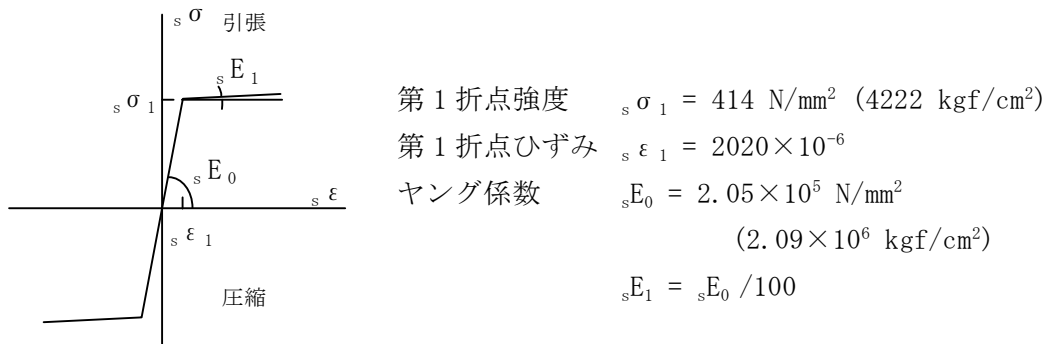 sσ 引張
sE1
sσ1
sE0
sε
sε1
圧縮
第1折点強度 sσ1 = 414 N/mm² (4222 kgf/cm²)
第1折点ひずみ sε1 = 2020×10⁻⁶
ヤング係数 sE0 = 2.05×10⁵ N/mm²
(2.09×10⁶ kgf/cm²)
sE1 = sE0 /100